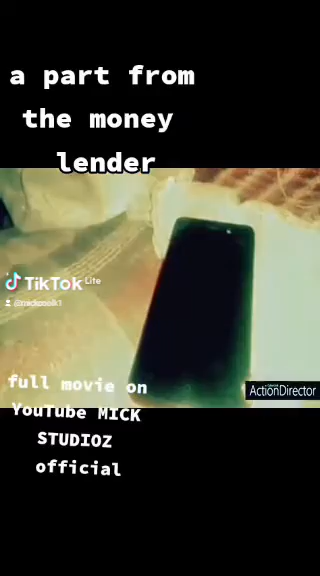 a part from
the money
lender
TikTok Lite
full movie on
YouTube MICK
STUDIOZ
official
ActionDirector